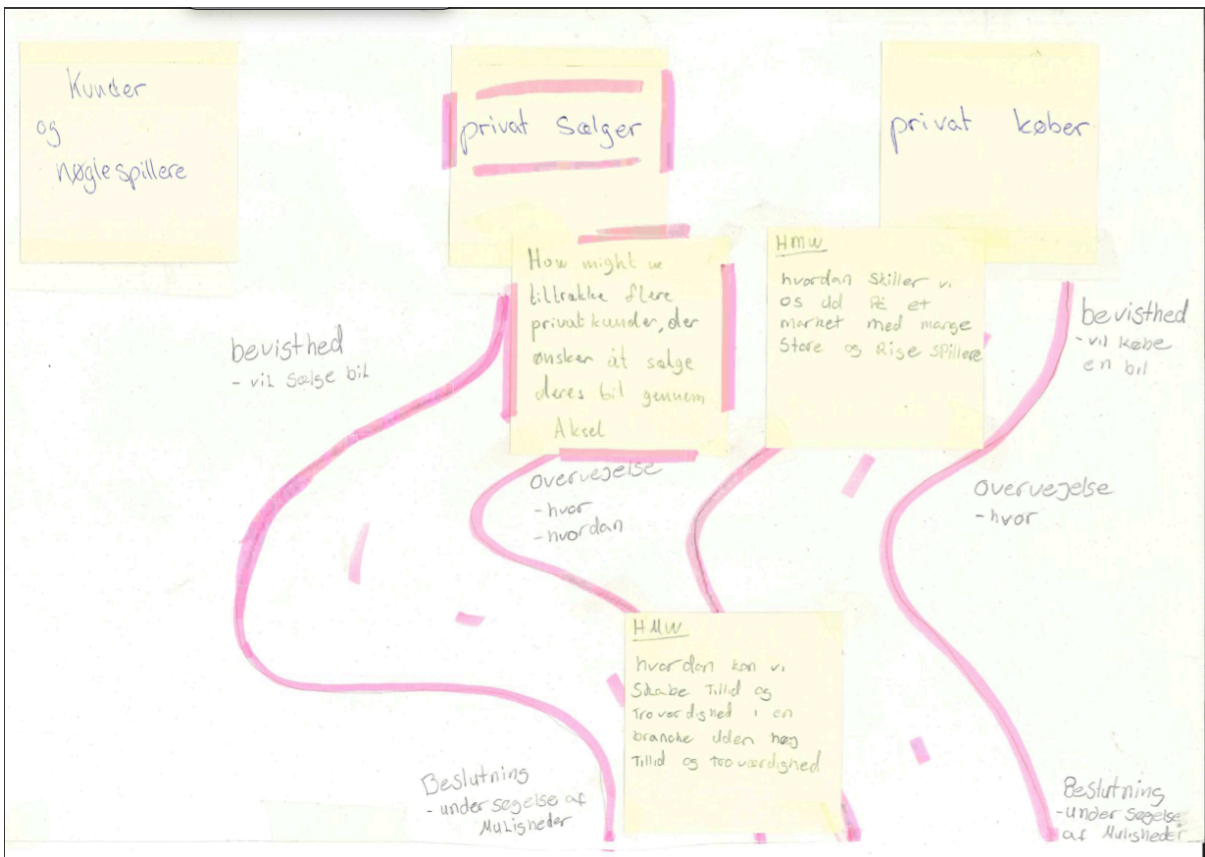 Kunder
og
nøglespillere
privat sælger
privat køber
How might we
tiltrække flere
privatkunder, der
ønsker at sælge
deres bil gennem
Aksel
HMW
hvordan skiller vi
os ud På et
market med mange
Store og Rige Spillere
bevisthed
- vil sælge bil
bevisthed
- vil købe
en bil
overvejelse
- hvor
- hvordan
overvejelse
- hvor
HMW
hvordan kan vi
Skabe Tillid og
Troværdighed i en
branche uden høj
Tillid og troværdighed
Beslutning
- undersøgelse af
Muligheder
Beslutning
- undersøgelse
af Muligheder